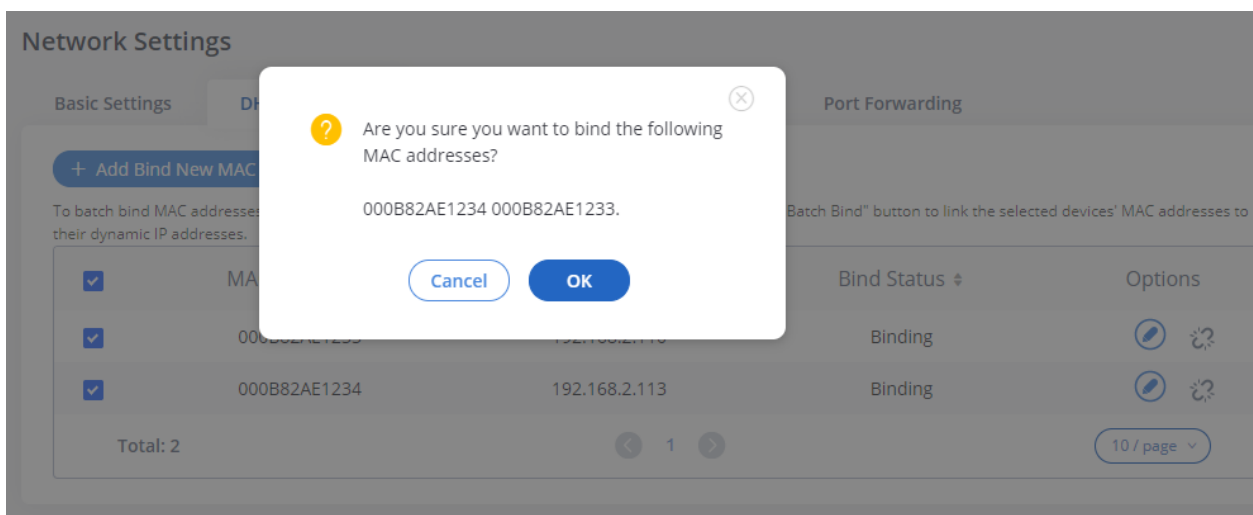 Network Settings
Basic Settings
Port Forwarding
Are you sure you want to bind the following
MAC addresses?
000B82AE1234 000B82AE1233.
Cancel
OK
+ Add Bind New MAC
To batch bind MAC
Batch Bind" button to link the selected devices' MAC addresses to
their dynamic IP addresses.
Bind Status
Options
Binding
000B82AE1234
192.168.2.113
Binding
Total: 2
1
10 / page